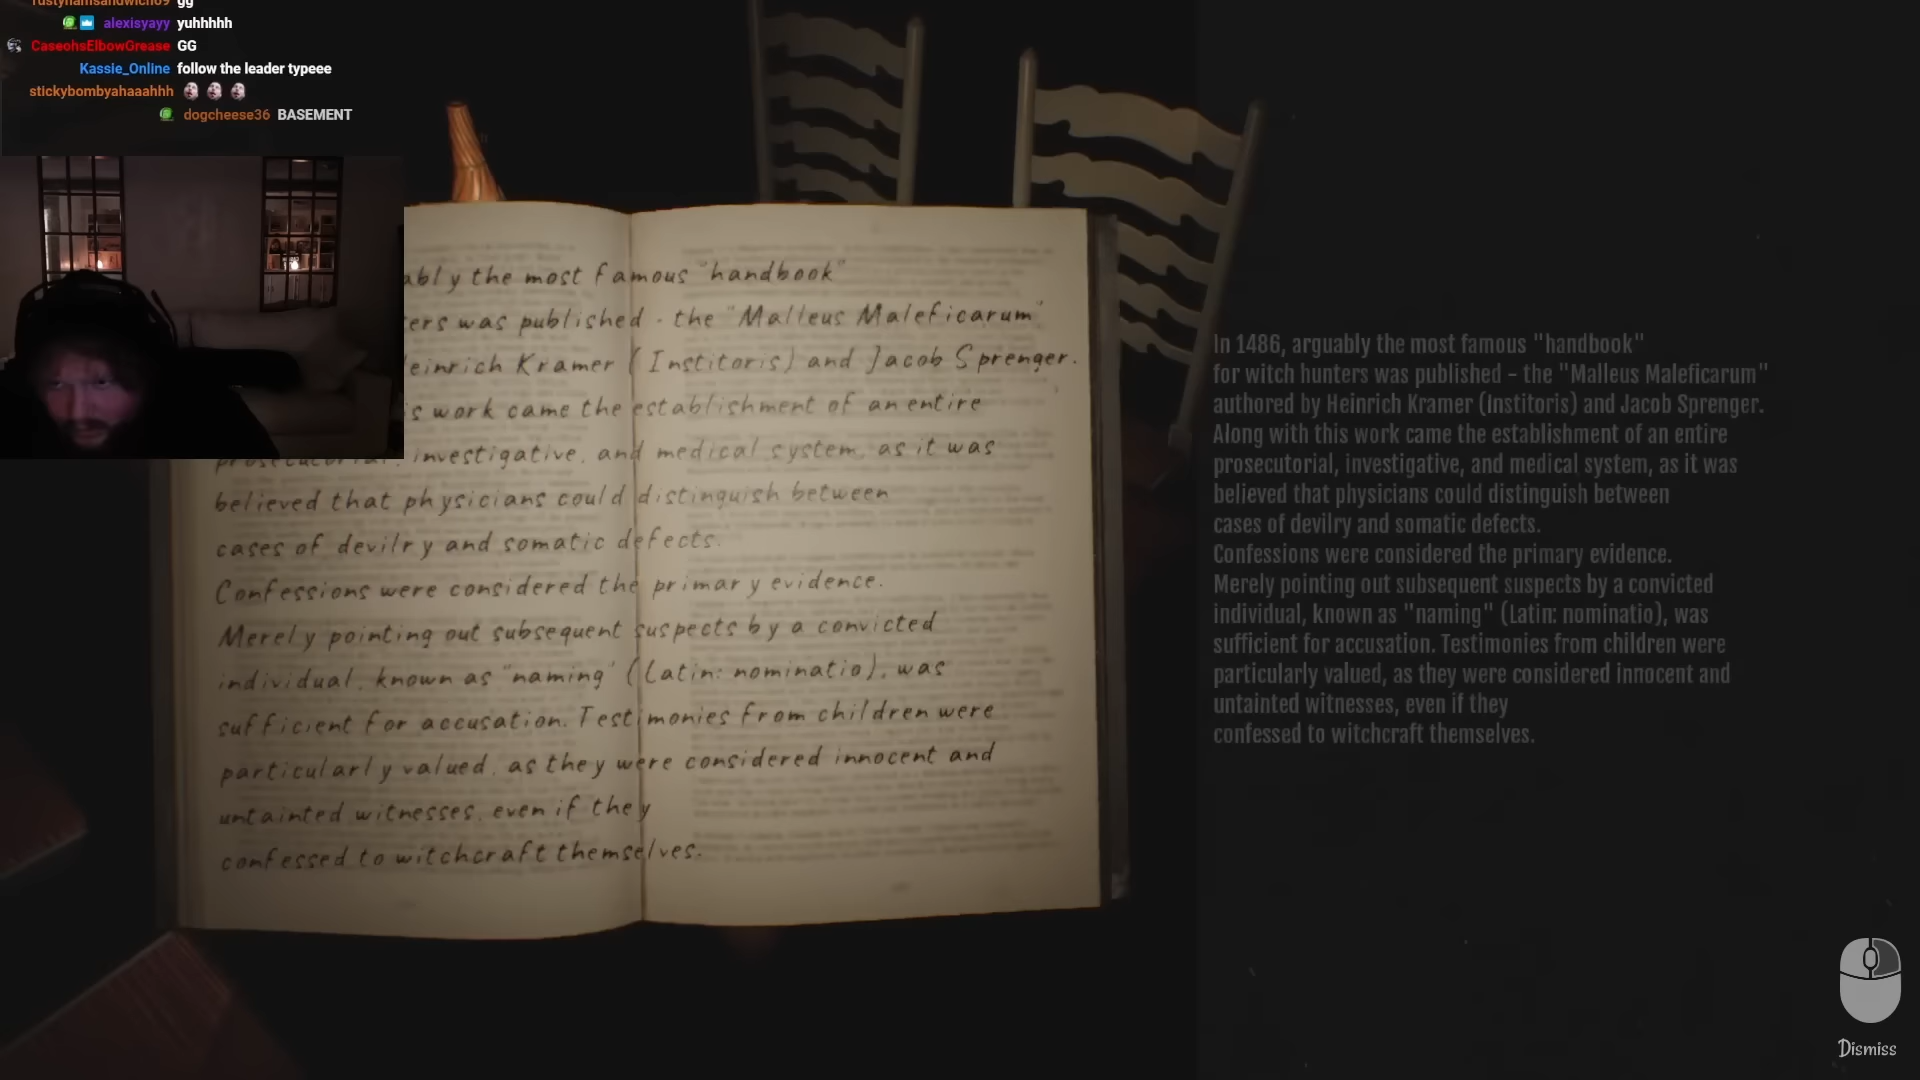 gg
alexisyayy yuhhhhh
CaseohsElbowGrease GG
Kassie_Online follow the leader typeee
stickybombyahaaahhh
dogcheese36 BASEMENT
the most famous "handbook"
was published - the "Malleus Maleficarum"
Kramer (Institoris) and Jacob Sprenger.
work came the establishment of an entire
investigative, and medical system, as it was
believed that physicians could distinguish between
cases of devilry and somatic defects.
Confessions were considered the primary evidence.
Merely pointing out subsequent suspects by a convicted
individual, known as "naming" (Latin: nominatio), was
sufficient for accusation. Testimonies from children were
particularly valued, as they were considered innocent and
untainted witnesses, even if they
confessed to witchcraft themselves.
In 1486, arguably the most famous "handbook"
for witch hunters was published - the "Malleus Maleficarum"
authored by Heinrich Kramer (Institoris) and Jacob Sprenger.
Along with this work came the establishment of an entire
prosecutorial, investigative, and medical system, as it was
believed that physicians could distinguish between
cases of devilry and somatic defects.
Confessions were considered the primary evidence.
Merely pointing out subsequent suspects by a convicted
individual, known as "naming" (Latin: nominatio), was
sufficient for accusation. Testimonies from children were
particularly valued, as they were considered innocent and
untainted witnesses, even if they
confessed to witchcraft themselves.
Dismiss